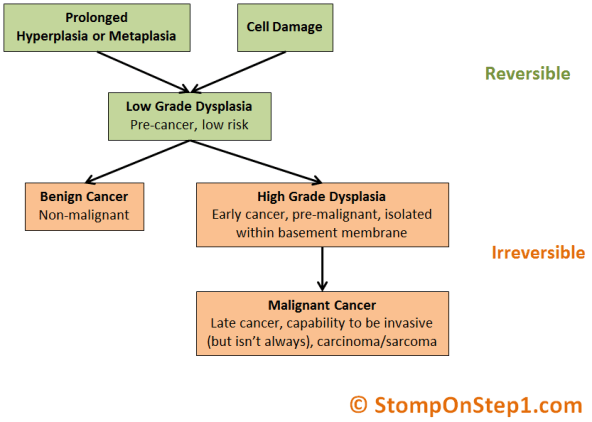 Prolonged
Hyperplasia or Metaplasia
Cell Damage
Reversible
Low Grade Dysplasia
Pre-cancer, low risk
Benign Cancer
Non-malignant
High Grade Dysplasia
Early cancer, pre-malignant, isolated
within basement membrane
Irreversible
Malignant Cancer
Late cancer, capability to be invasive
(but isn't always), carcinoma/sarcoma
© StompOnStep1.com